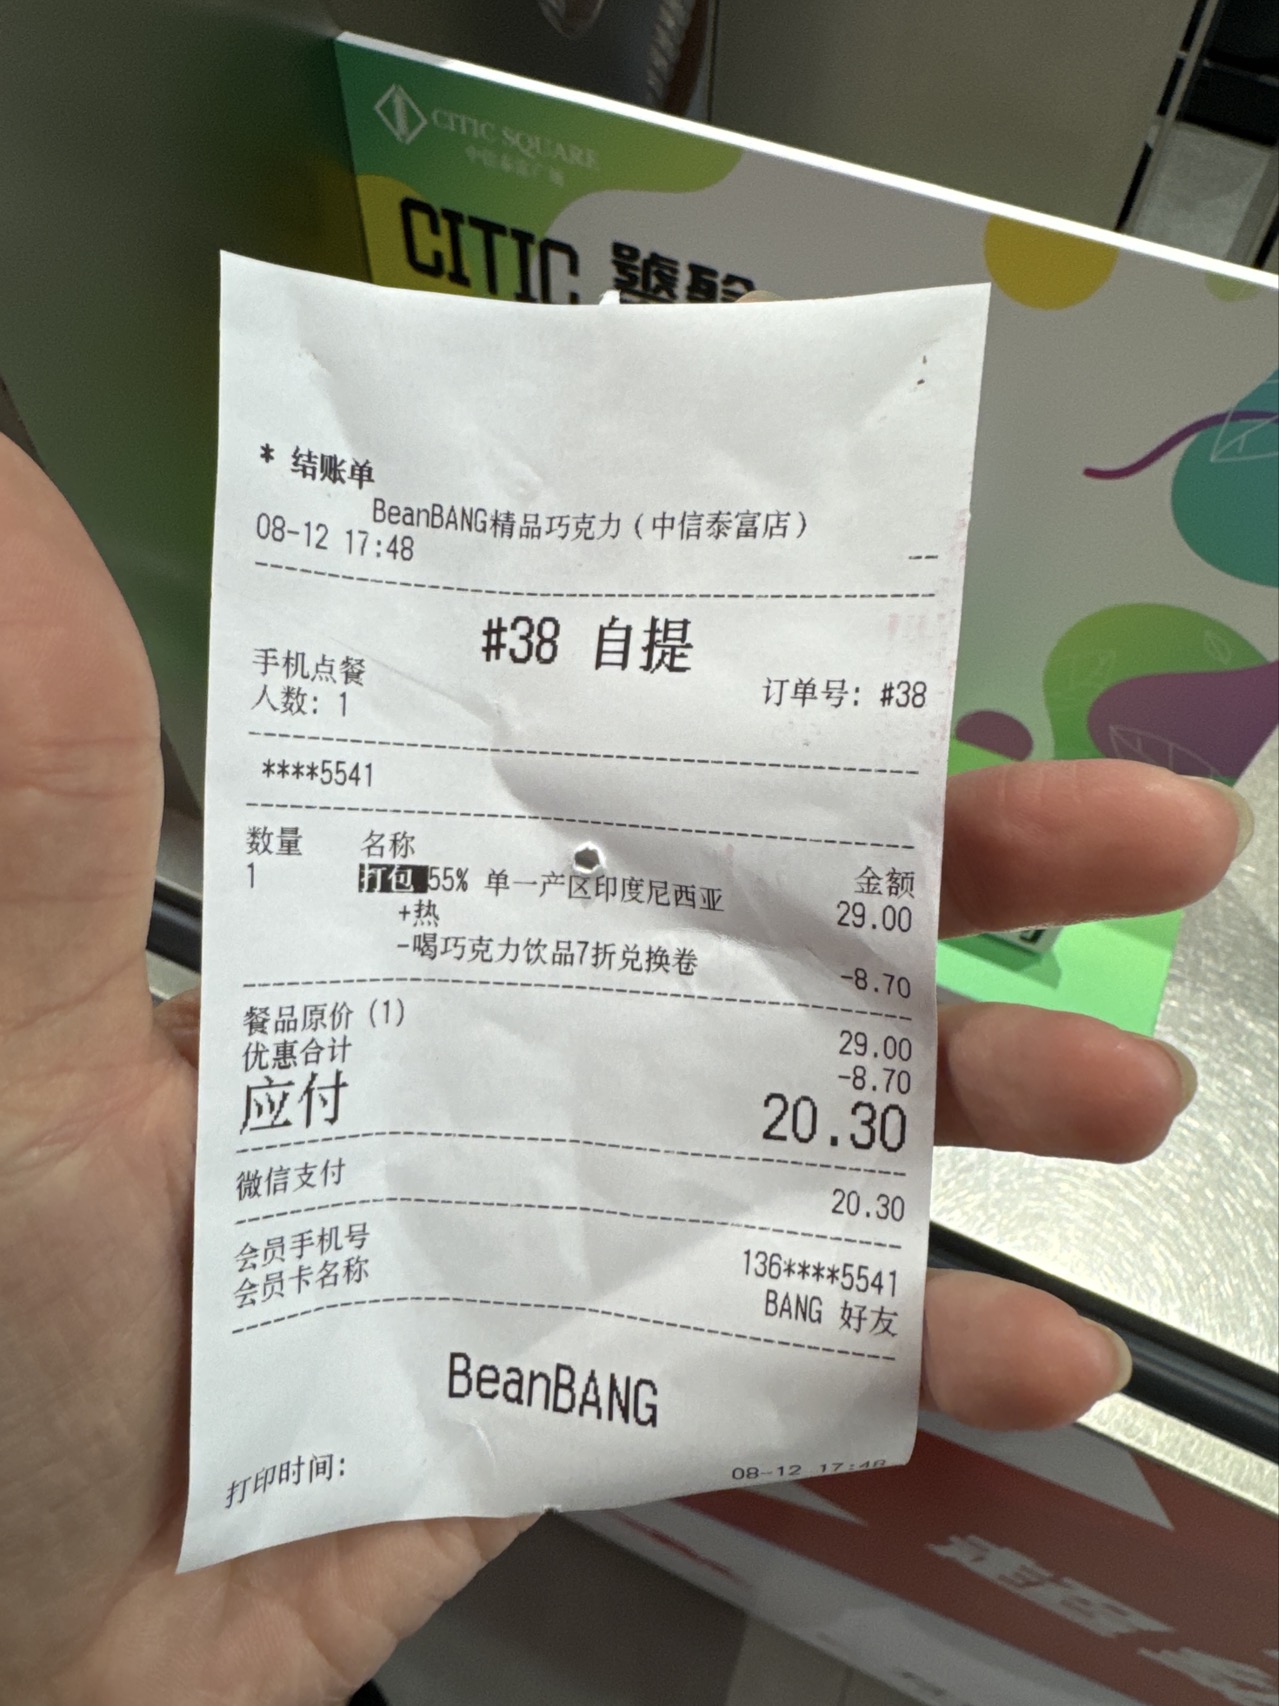 CITIC SQUARE
中信泰富广场
CITIC
* 结账单
BeanBANG精品巧克力（中信泰富店）
08-12 17:48
#38 自提
手机点餐
人数: 1
订单号: #38
****5541
数量 名称 金额
1 打包 55% 单一产区印度尼西亚 29.00
+热
-喝巧克力饮品7折兑换卷 -8.70
餐品原价(1) 29.00
优惠合计 -8.70
应付 20.30
微信支付 20.30
会员手机号 136****5541
会员卡名称 BANG 好友
BeanBANG
打印时间: 08-12 17:48